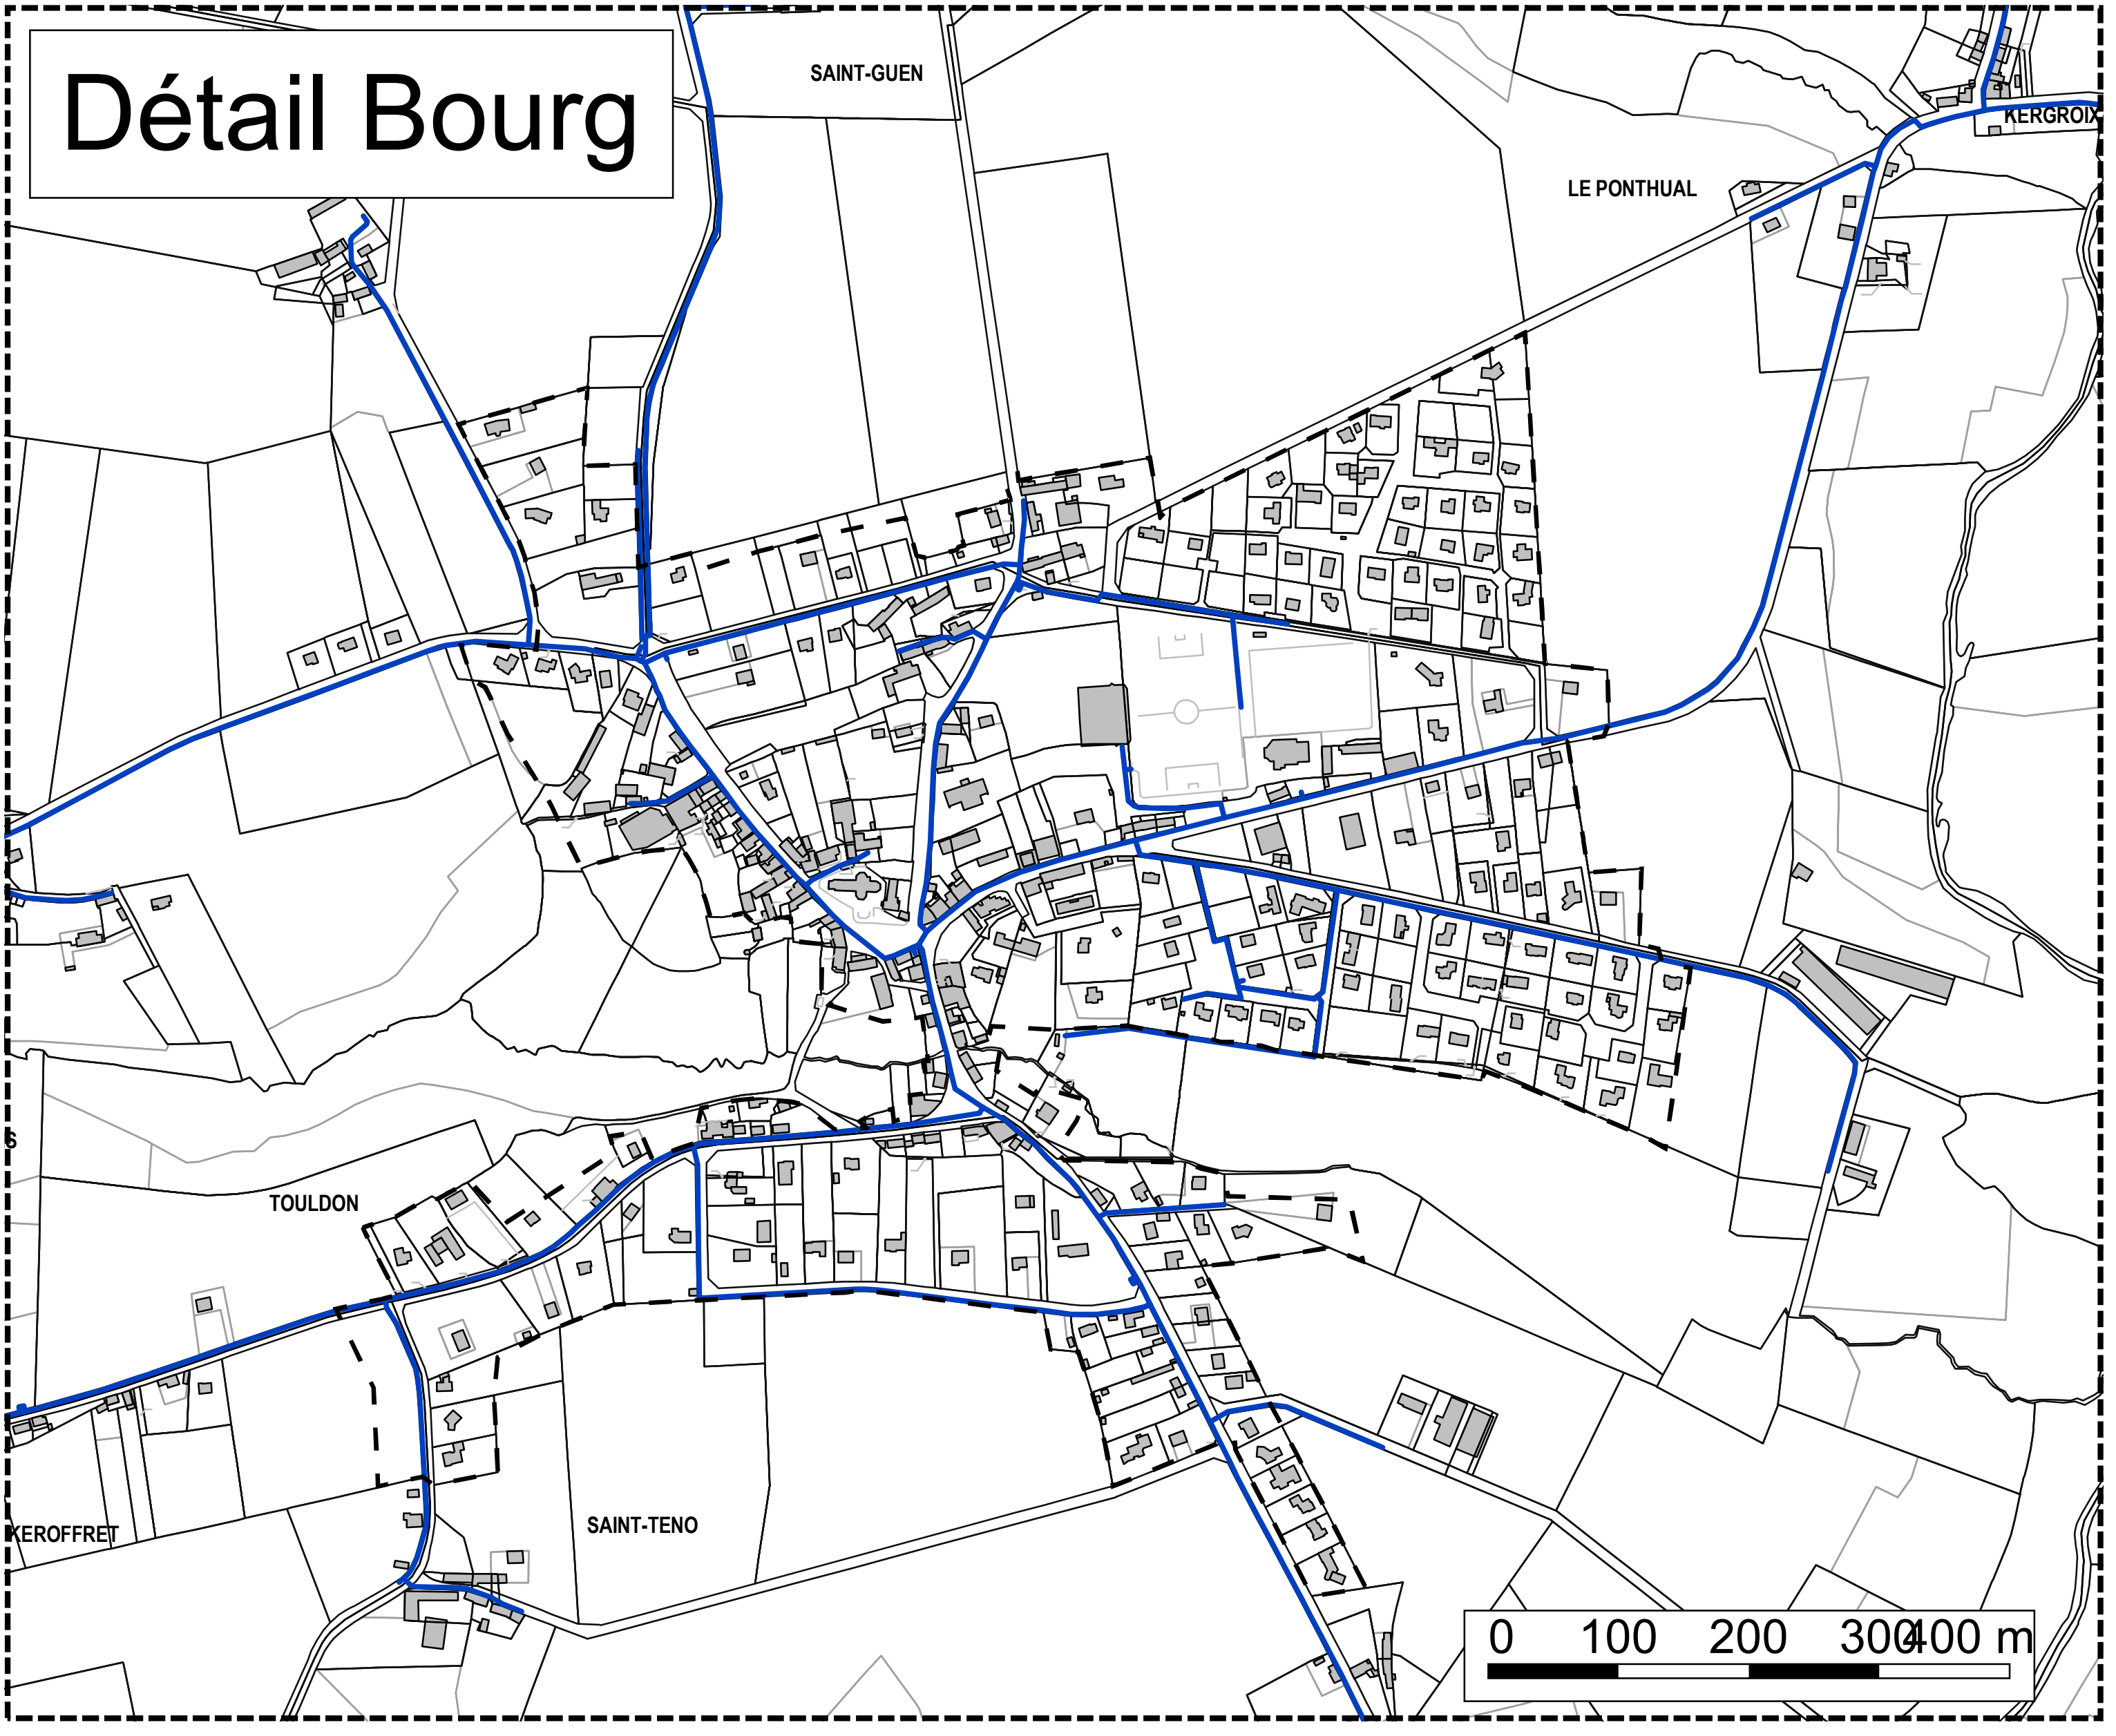 Détail Bourg
SAINT-GUEN
KERGROIX
LE PONTHUAL
S
TOULDON
KEROFFRET
SAINT-TENO
0 100 200 300 400 m